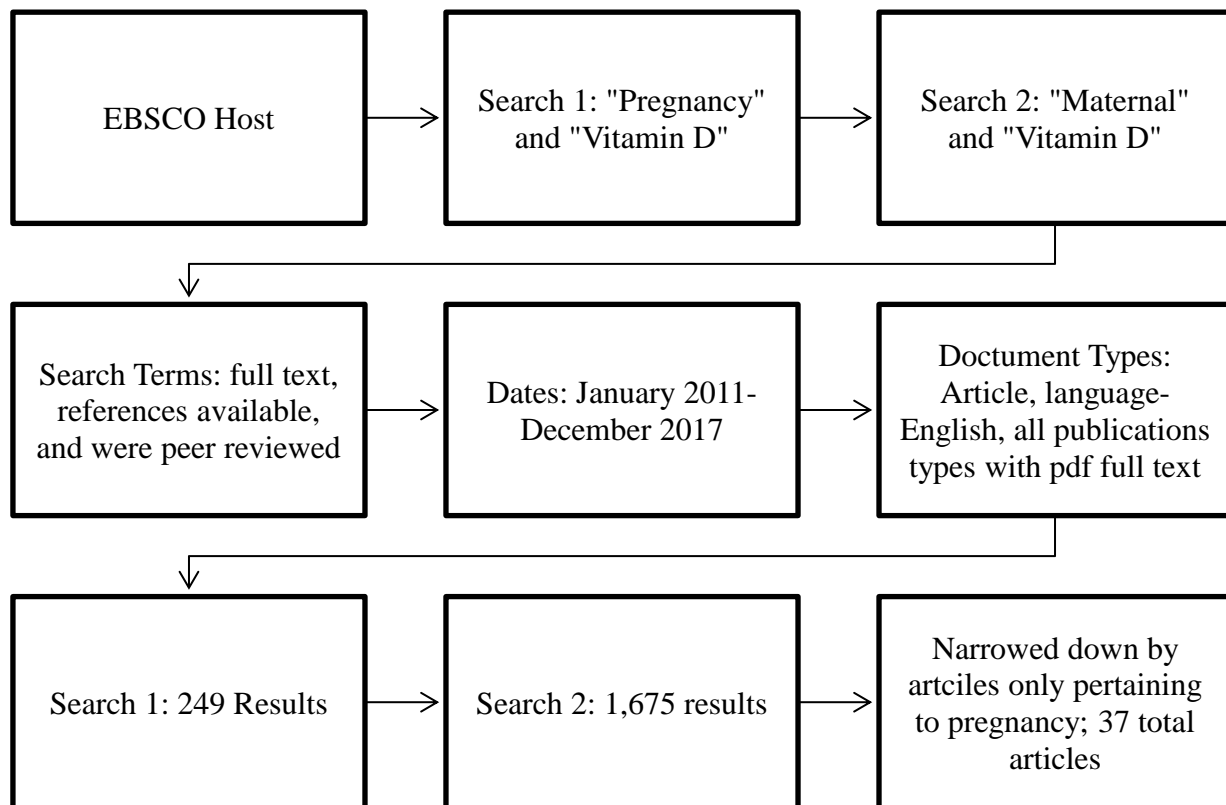 EBSCO Host
Search 1: "Pregnancy"
and "Vitamin D"
Search 2: "Maternal"
and "Vitamin D"
Search Terms: full text,
references available,
and were peer reviewed
Dates: January 2011-
December 2017
Doctument Types:
Article, language-
English, all publications
types with pdf full text
Search 1: 249 Results
Search 2: 1,675 results
Narrowed down by
artciles only pertaining
to pregnancy; 37 total
articles